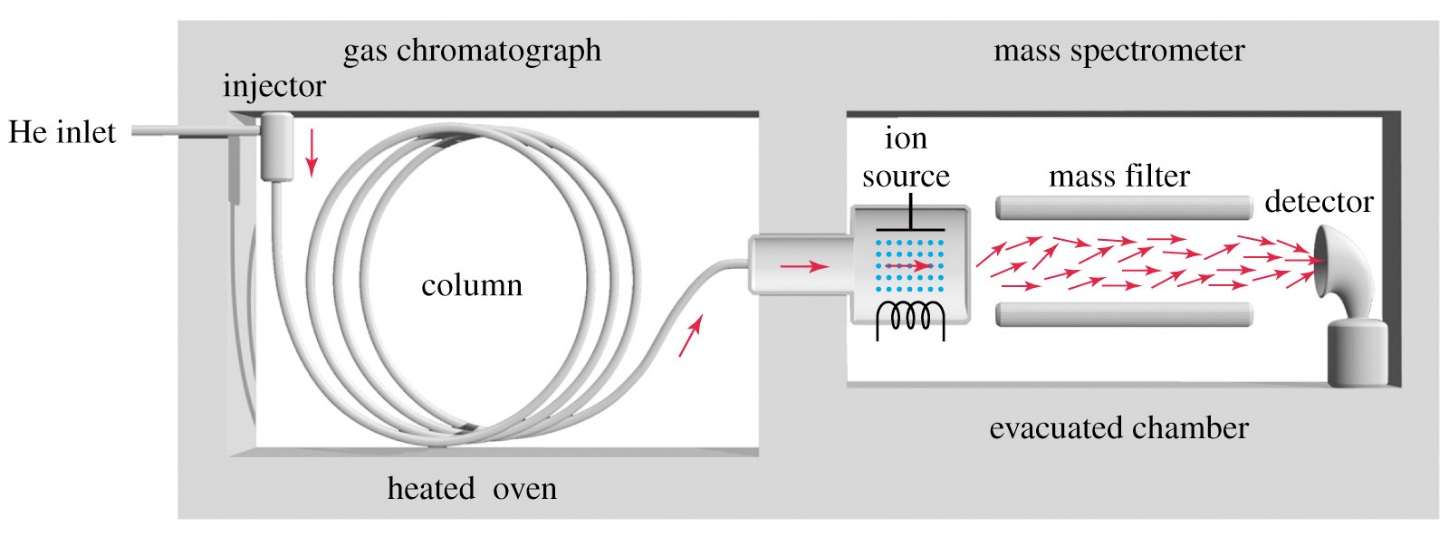 gas chromatograph
mass spectrometer
injector
He inlet
ion
source
mass filter
detector
column
evacuated chamber
heated oven